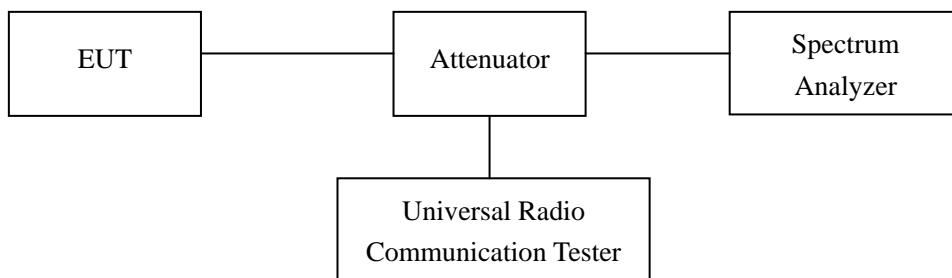 EUT
Attenuator
Spectrum
Analyzer
Universal Radio
Communication Tester